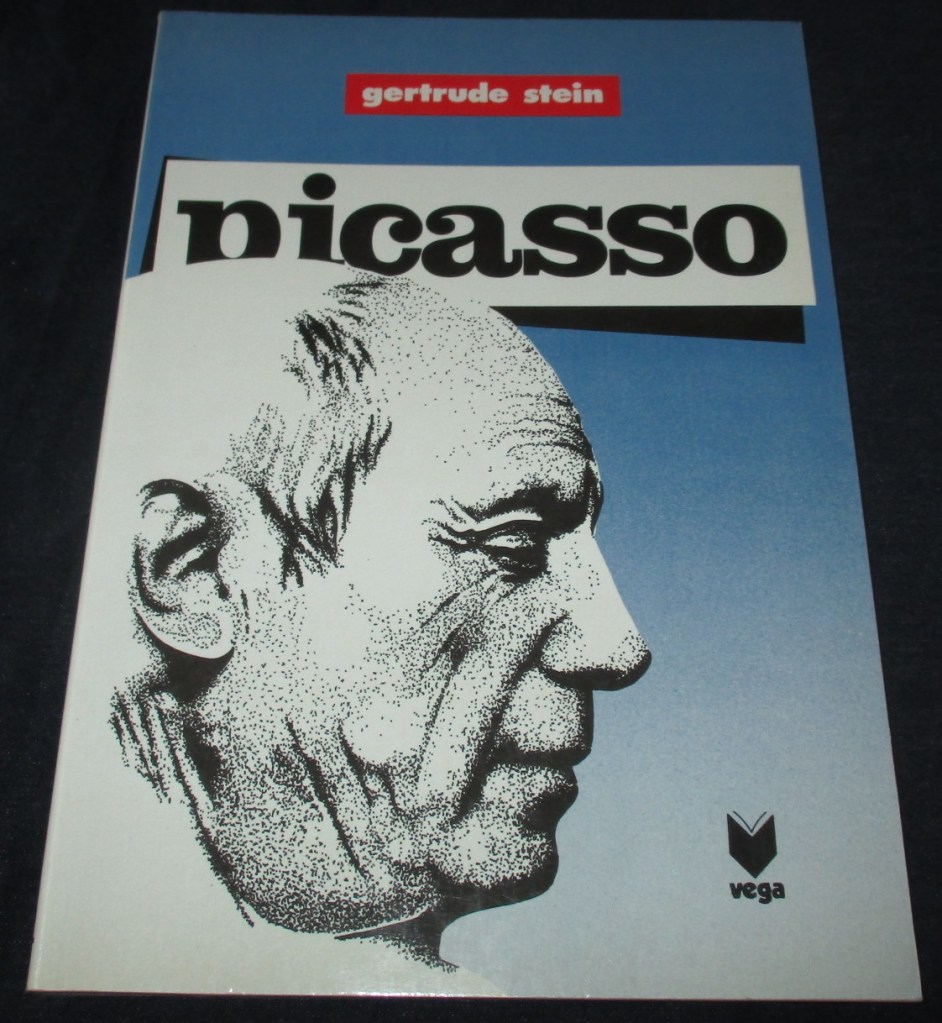 gertrude stein
picasso
vega